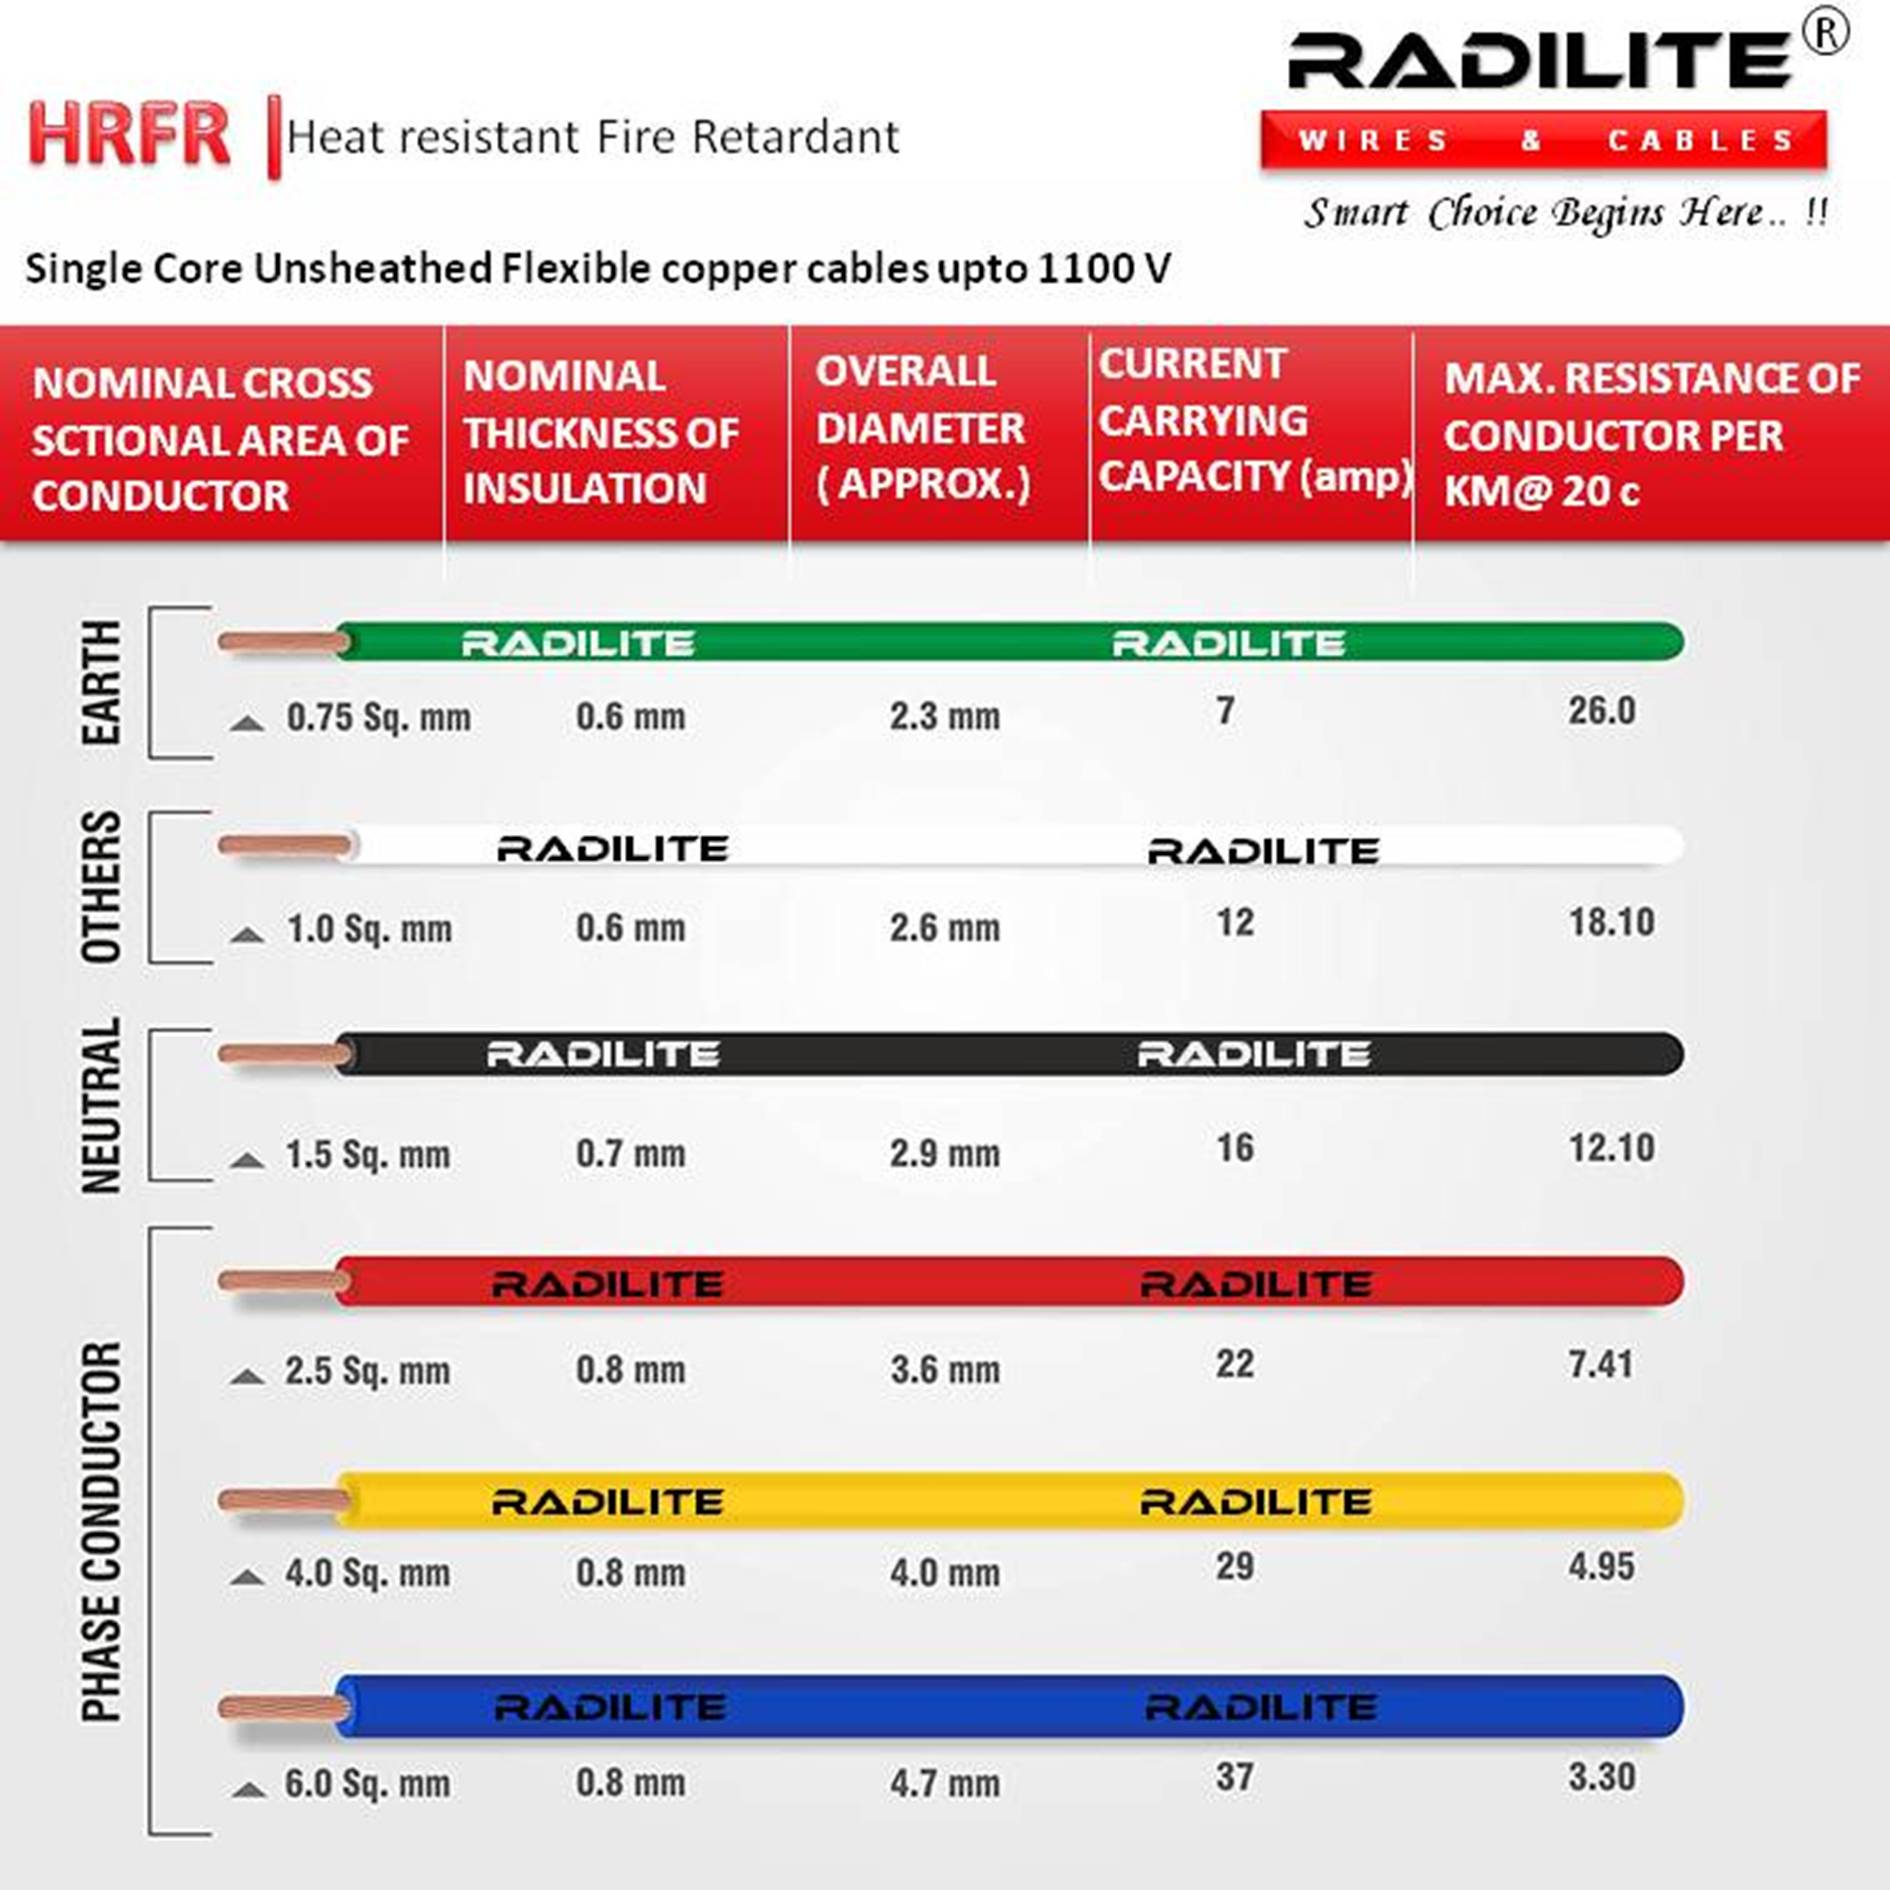 RADILITE®
WIRES & CABLES
Smart Choice Begins Here.. !!
HRFR | Heat resistant Fire Retardant
Single Core Unsheathed Flexible copper cables upto 1100 V
NOMINAL CROSS
SCTIONAL AREA OF
CONDUCTOR
NOMINAL
THICKNESS OF
INSULATION
OVERALL
DIAMETER
( APPROX.)
CURRENT
CARRYING
CAPACITY (amp)
MAX. RESISTANCE OF
CONDUCTOR PER
KM@ 20 c
EARTH
RADILITE RADILITE
0.75 Sq. mm 0.6 mm 2.3 mm 7 26.0
OTHERS
RADILITE RADILITE
1.0 Sq. mm 0.6 mm 2.6 mm 12 18.10
NEUTRAL
RADILITE RADILITE
1.5 Sq. mm 0.7 mm 2.9 mm 16 12.10
PHASE CONDUCTOR
RADILITE RADILITE
2.5 Sq. mm 0.8 mm 3.6 mm 22 7.41
RADILITE RADILITE
4.0 Sq. mm 0.8 mm 4.0 mm 29 4.95
RADILITE RADILITE
6.0 Sq. mm 0.8 mm 4.7 mm 37 3.30